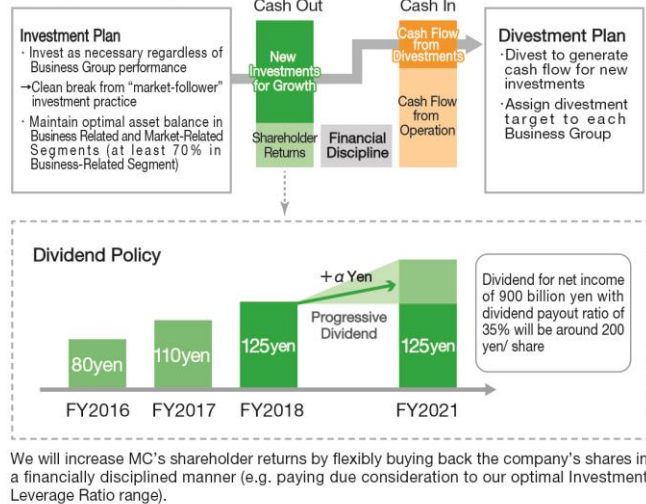 Cash Out
Cash In
Investment Plan
· Invest as necessary regardless of
Business Group performance
→Clean break from “market-follower”
investment practice
· Maintain optimal asset balance in
Business Related and Market-Related
Segments (at least 70% in
Business-Related Segment)
New
Investments
for Growth
Shareholder
Returns
Financial
Discipline
Cash Flow
from
Divestments
Cash Flow
from
Operation
Divestment Plan
·Divest to generate
cash flow for new
investments
·Assign divestment
target to each
Business Group
Dividend Policy
+α Yen
Progressive
Dividend
80yen
110yen
125yen
125yen
FY2016
FY2017
FY2018
FY2021
Dividend for net income
of 900 billion yen with
dividend payout ratio of
35% will be around 200
yen/ share
We will increase MC’s shareholder returns by flexibly buying back the company’s shares in
a financially disciplined manner (e.g. paying due consideration to our optimal Investment
Leverage Ratio range).